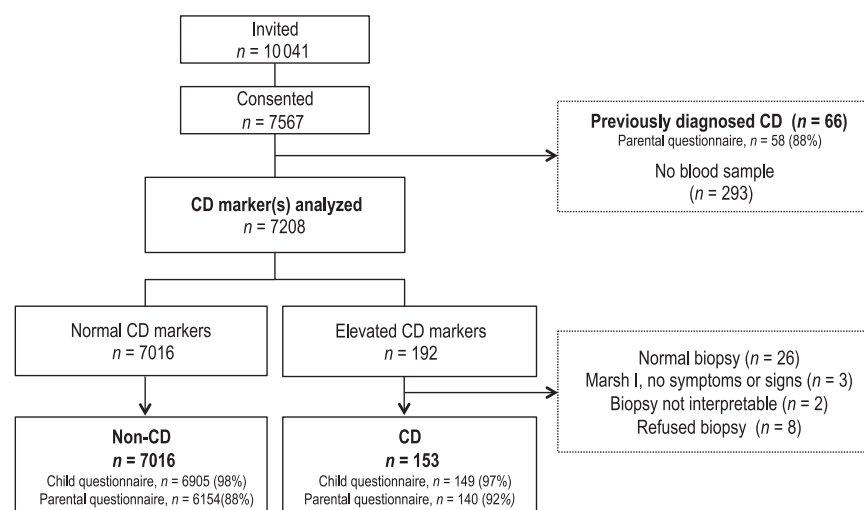 Invited
n = 10 041
Consented
n = 7567
Previously diagnosed CD (n = 66)
Parental questionnaire, n = 58 (88%)
No blood sample
(n = 293)
CD marker(s) analyzed
n = 7208
Normal CD markers
n = 7016
Elevated CD markers
n = 192
Normal biopsy (n = 26)
Marsh I, no symptoms or signs (n = 3)
Biopsy not interpretable (n = 2)
Refused biopsy (n = 8)
Non-CD
n = 7016
Child questionnaire, n = 6905 (98%)
Parental questionnaire, n = 6154(88%)
CD
n = 153
Child questionnaire, n = 149 (97%)
Parental questionnaire, n = 140 (92%)